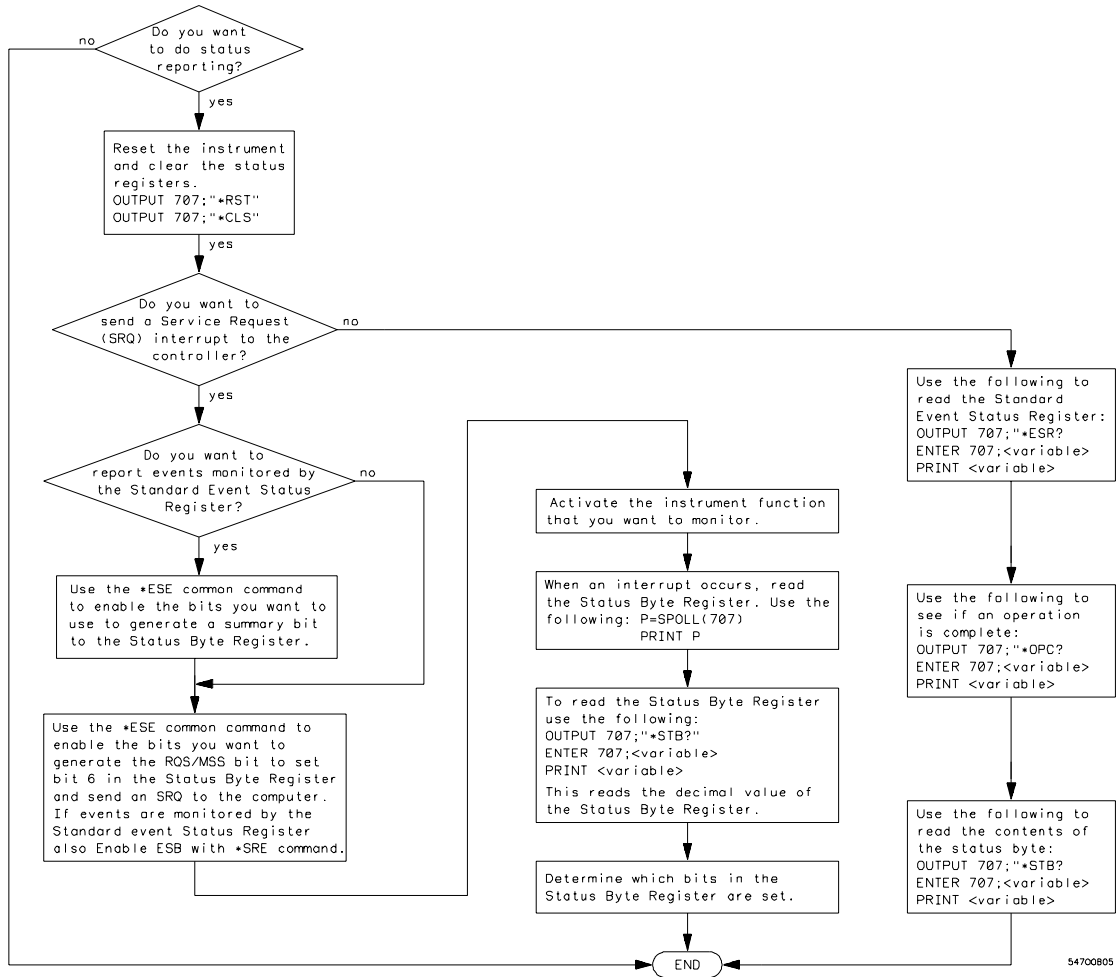 Do you want
to do status
reporting?
no
yes
Reset the instrument
and clear the status
registers.
OUTPUT 707;"*RST"
OUTPUT 707;"*CLS"
yes
Do you want to
send a Service Request
(SRQ) interrupt to the
controller?
no
yes
Do you want to
report events monitored by
the Standard Event Status
Register?
no
yes
Use the *ESE common command
to enable the bits you want to
use to generate a summary bit
to the Status Byte Register.
Use the *ESE common command to
enable the bits you want to
generate the RQS/MSS bit to set
bit 6 in the Status Byte Register
and send an SRQ to the computer.
If events are monitored by the
Standard event Status Register
also Enable ESB with *SRE command.
Activate the instrument function
that you want to monitor.
When an interrupt occurs, read
the Status Byte Register. Use the
following: P=SPOLL(707)
PRINT P
To read the Status Byte Register
use the following:
OUTPUT 707;"*STB?"
ENTER 707;<variable>
PRINT <variable>
This reads the decimal value of
the Status Byte Register.
Determine which bits in the
Status Byte Register are set.
Use the following to
read the Standard
Event Status Register:
OUTPUT 707;"*ESR?
ENTER 707;<variable>
PRINT <variable>
Use the following to
see if an operation
is complete:
OUTPUT 707;"*OPC?
ENTER 707;<variable>
PRINT <variable>
Use the following to
read the contents of
the status byte:
OUTPUT 707;"*STB?
ENTER 707;<variable>
PRINT <variable>
END
54700B05